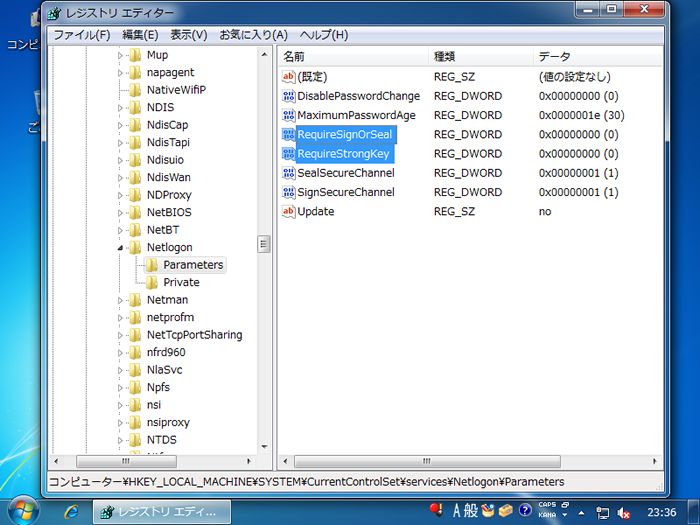 レジストリ エディター
ファイル(F) 編集(E) 表示(V) お気に入り(A) ヘルプ(H)
Mup
napagent
NativeWifiP
NDIS
NdisCap
NdisTapi
Ndisuio
NdisWan
NDProxy
NetBIOS
NetBT
Netlogon
Parameters
Private
Netman
netprofm
NetTcpPortSharing
nfrd960
NlaSvc
Npfs
nsi
nsiproxy
NTDS
名前 種類 データ
(既定) REG_SZ (値の設定なし)
DisablePasswordChange REG_DWORD 0x00000000 (0)
MaximumPasswordAge REG_DWORD 0x0000001e (30)
RequireSignOrSeal REG_DWORD 0x00000000 (0)
RequireStrongKey REG_DWORD 0x00000000 (0)
SealSecureChannel REG_DWORD 0x00000001 (1)
SignSecureChannel REG_DWORD 0x00000001 (1)
Update REG_SZ no
コンピューター¥HKEY_LOCAL_MACHINE¥SYSTEM¥CurrentControlSet¥services¥Netlogon¥Parameters
レジストリ エディ...
A 般
CAPS
KANA
23:36